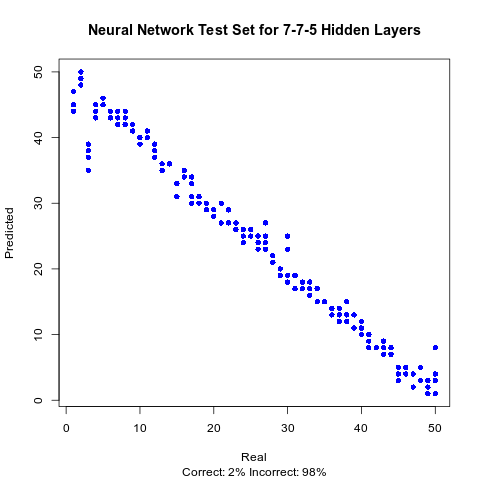 Neural Network Test Set for 7-7-5 Hidden Layers
Predicted
50
40
30
20
10
0
0 10 20 30 40 50
Real
Correct: 2% Incorrect: 98%